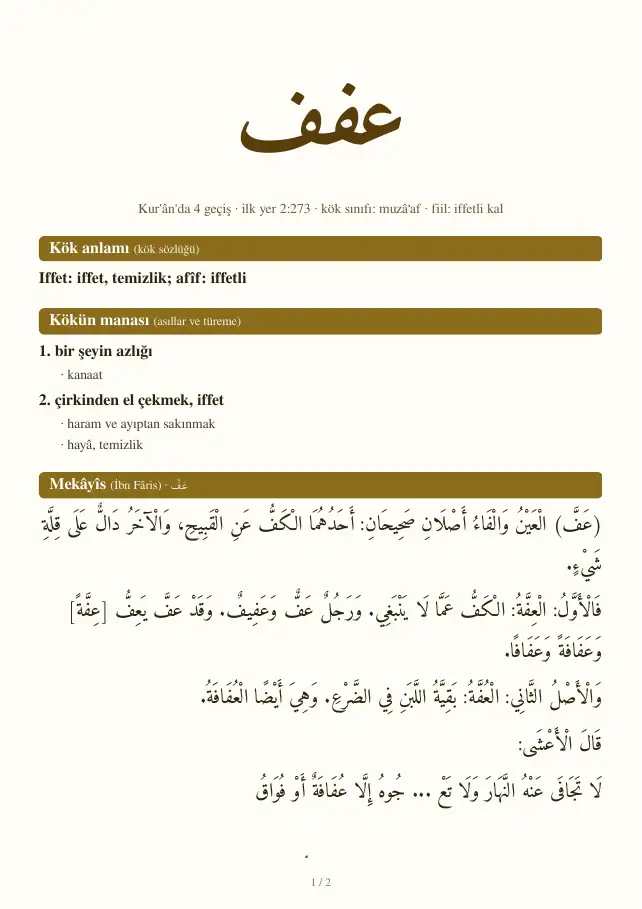 عفف
Kur'ân'da 4 geçiş · ilk yer 2:273 · kök sınıfı: muzâ'af · fiil: iffetli kal
Kök anlamı (kök sözlüğü)
Iffet: iffet, temizlik; afîf: iffetli
Kökün manası (asıllar ve türeme)
1. bir şeyin azlığı
· kanaat
2. çirkinden el çekmek, iffet
· haram ve ayıptan sakınmak
· hayâ, temizlik
Mekâyîs (İbn Fâris) · عَفَّ
(عَفَّ) الْعَيْنُ وَالْفَاءُ أَصْلَانِ صَحِيحَانِ: أَحَدُهُمَا الْكَفُّ عَنِ الْقَبِيحِ، وَالْآخَرُ دَالٌّ عَلَى قِلَّةِ
شَيْءٍ.
فَالْأَوَّلُ: الْعِفَّةُ: الْكَفُّ عَمَّا لَا يَنْبَغِي. وَرَجُلٌ عَفٌّ وَعَفِيفٌ. وَقَدْ عَفَّ يَعِفُّ [عِفَّةً]
وَعَفَافَةً وَعَفَافًا.
وَالْأَصْلُ الثَّانِي: الْعُفَّةُ: بَقِيَّةُ اللَّبَنِ فِي الضَّرْعِ. وَهِيَ أَيْضًا الْعُفَافَةُ.
قَالَ الْأَعْشَى:
لَا تَجَافَى عَنْهُ النَّهَارَ وَلَا تَعْ ... جُوهُ إِلَّا عُفَافَةٌ أَوْ فُوَاقُ
.
1 / 2